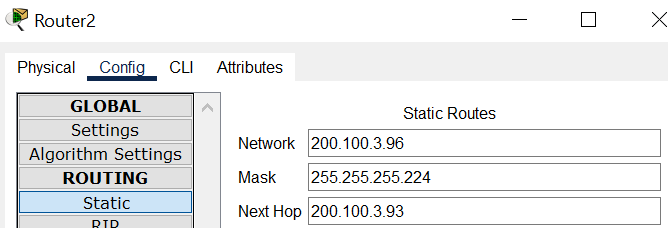 Router2
Physical Config CLI Attributes
GLOBAL
Settings
Algorithm Settings
ROUTING
Static
RIP
Static Routes
Network 200.100.3.96
Mask 255.255.255.224
Next Hop 200.100.3.93